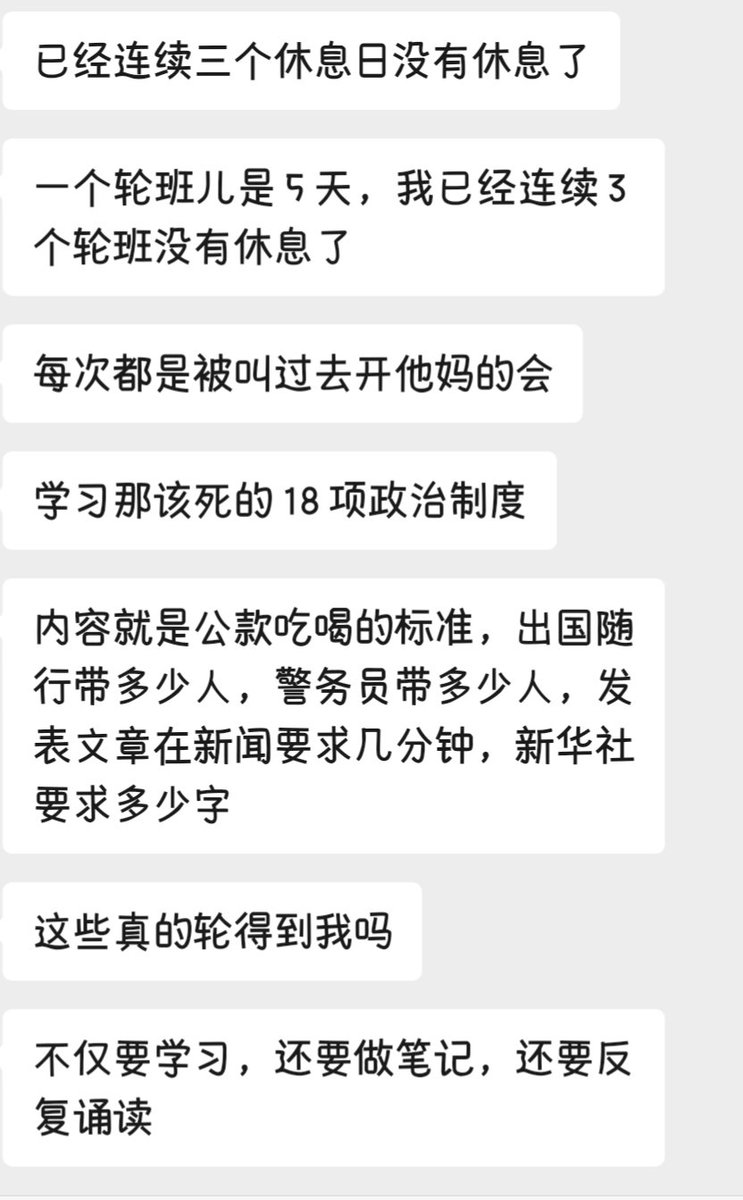 已经连续三个休息日没有休息了
一个轮班儿是5天，我已经连续3
个轮班没有休息了
每次都是被叫过去开他妈的会
学习那该死的18项政治制度
内容就是公款吃喝的标准，出国随
行带多少人，警务员带多少人，发
表文章在新闻要求几分钟，新华社
要求多少字
这些真的轮得到我吗
不仅要学习，还要做笔记，还要反
复诵读